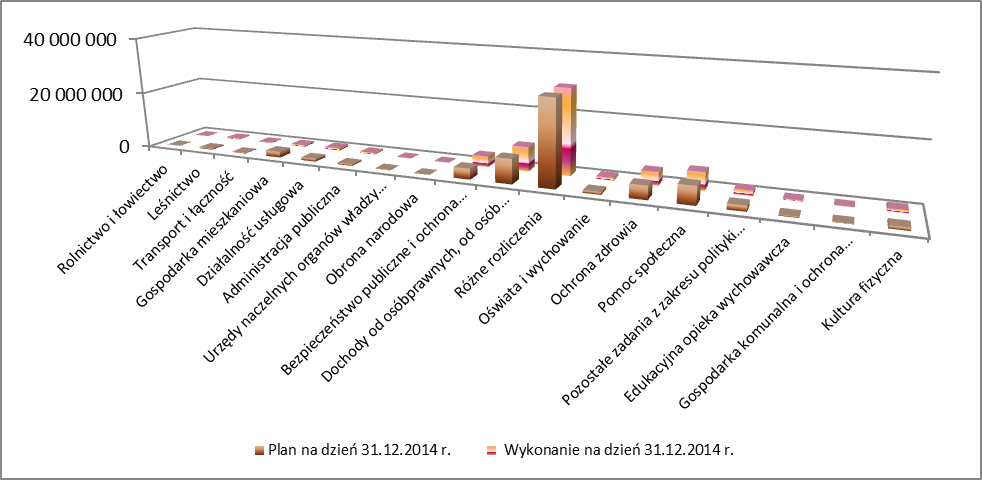 40 000 000
20 000 000
0
Rolnictwo i łowiectwo
Leśnictwo
Transport i łączność
Gospodarka mieszkaniowa
Działalność usługowa
Administracja publiczna
Urzędy naczelnych organów władzy...
Obrona narodowa
Bezpieczeństwo publiczne i ochrona...
Dochody od osóbprawnych, od osób...
Różne rozliczenia
Oświata i wychowanie
Ochrona zdrowia
Pomoc społeczna
Pozostałe zadania z zakresu polityki...
Edukacyjna opieka wychowawcza
Gospodarka komunalna i ochrona...
Kultura fizyczna
Plan na dzień 31.12.2014 r.
Wykonanie na dzień 31.12.2014 r.